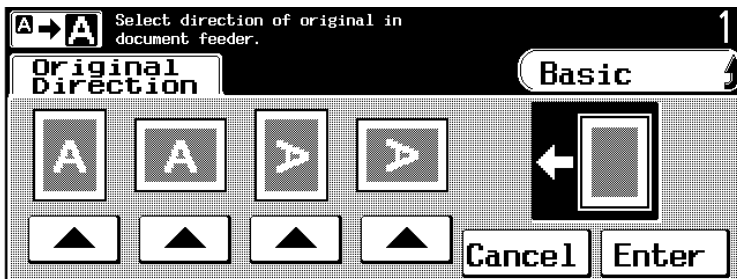 A→A
Select direction of original in
document feeder.
1
Original
Direction
Basic
A A A A
Cancel Enter